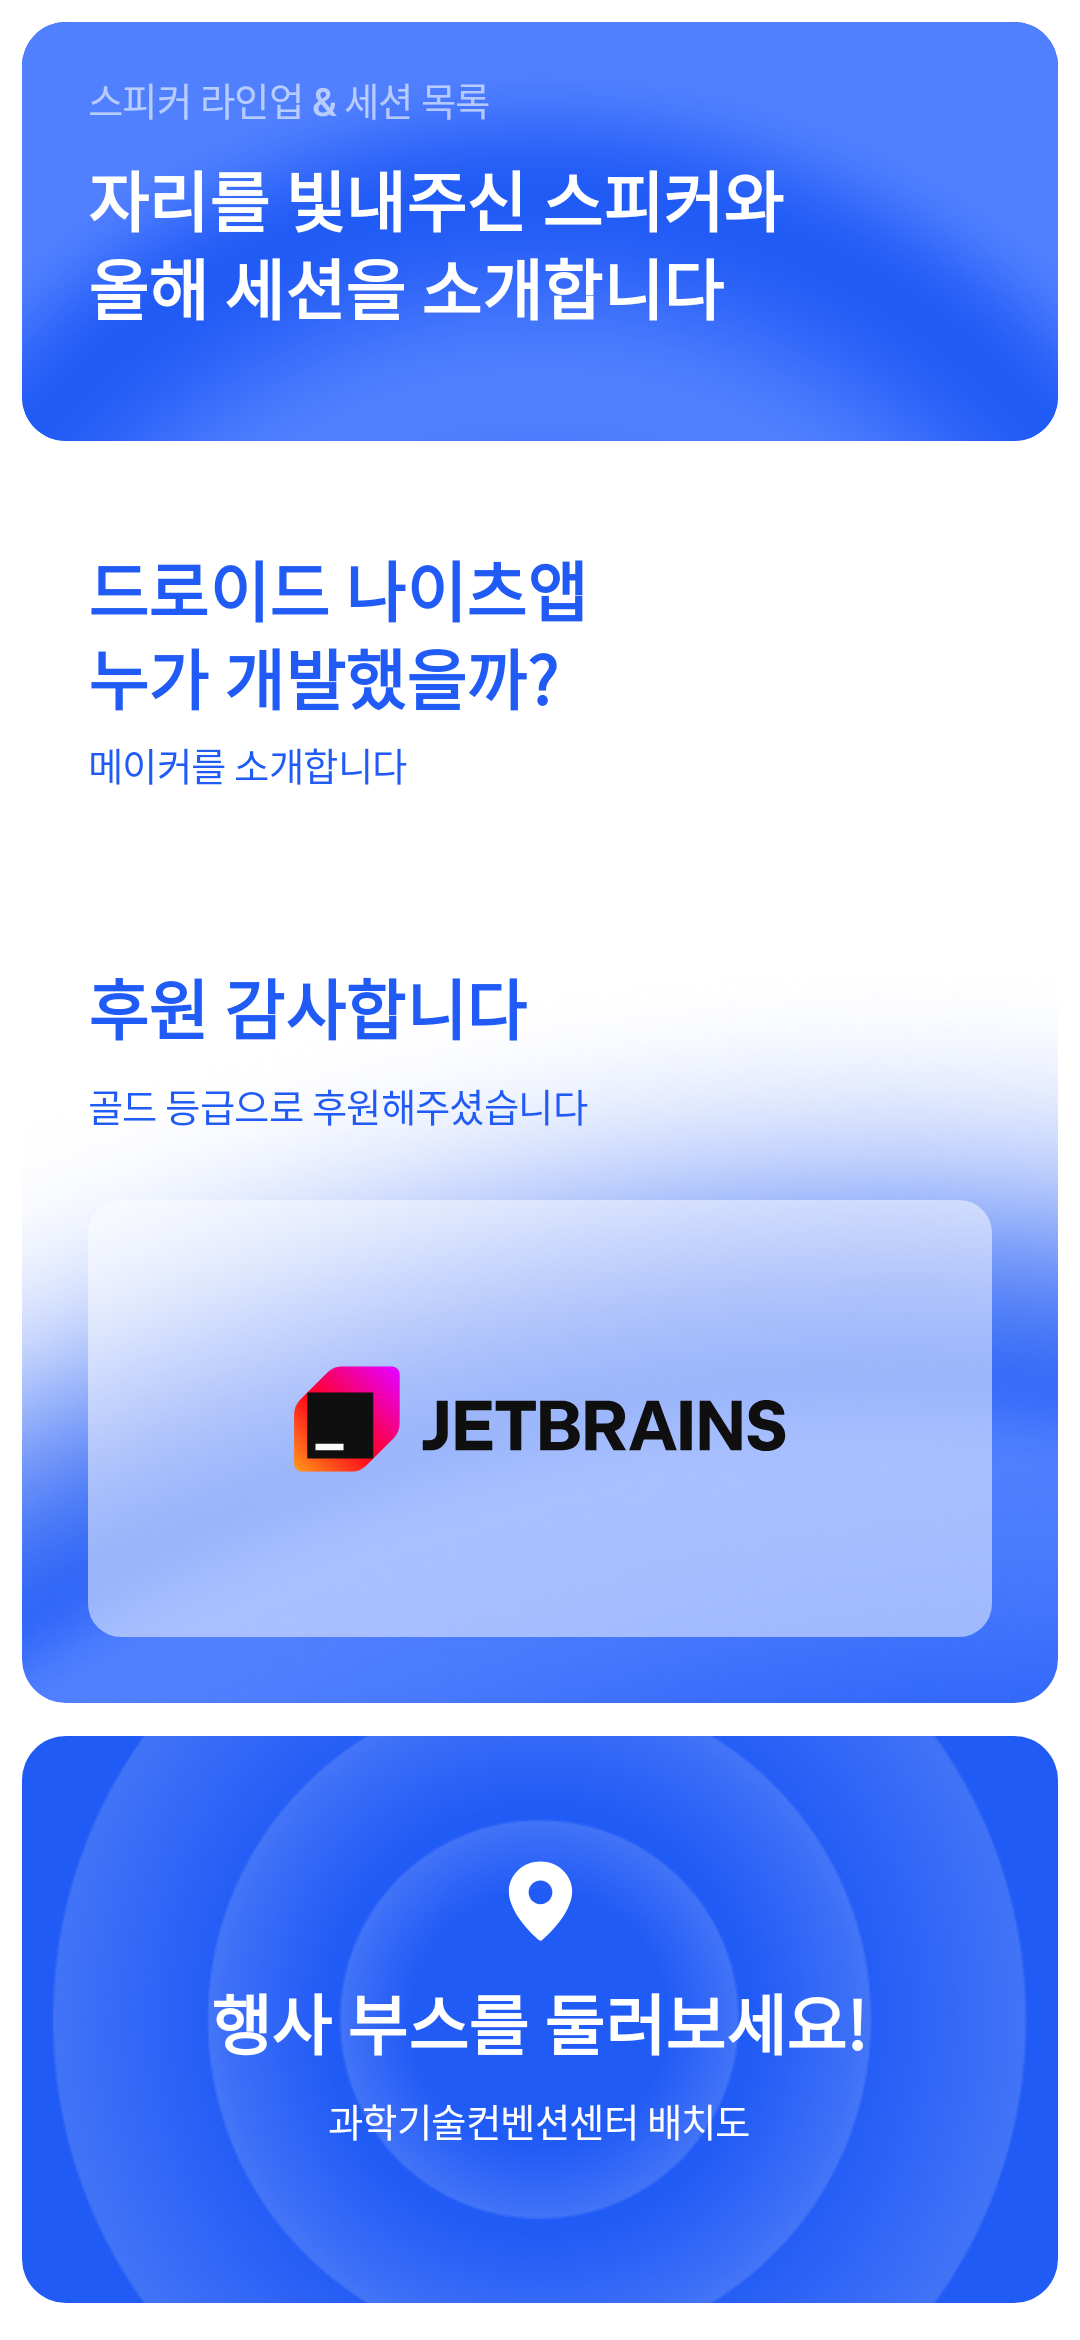 스피커 라인업 & 세션 목록
자리를 빛내주신 스피커와
올해 세션을 소개합니다
드로이드 나이츠앱
누가 개발했을까?
메이커를 소개합니다
후원 감사합니다
골드 등급으로 후원해주셨습니다
JETBRAINS
행사 부스를 둘러보세요!
과학기술컨벤션센터 배치도